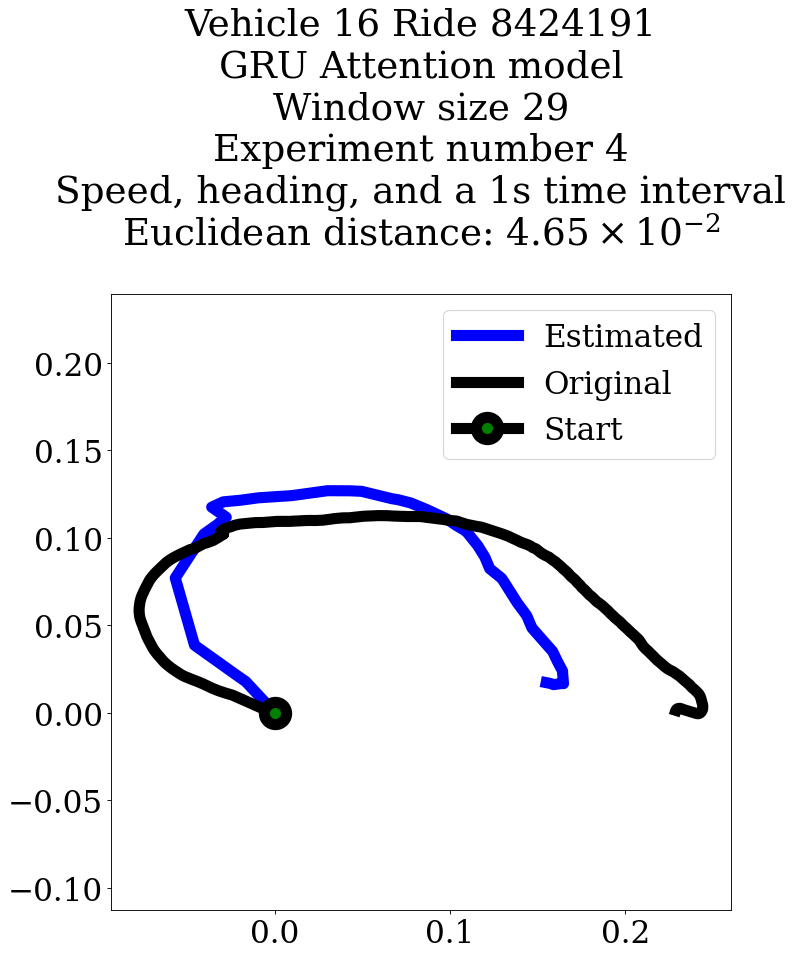 Vehicle 16 Ride 8424191
GRU Attention model
Window size 29
Experiment number 4
Speed, heading, and a 1s time interval
Euclidean distance: 4.65 × 10⁻²
Estimated
Original
Start
0.20
0.15
0.10
0.05
0.00
−0.05
−0.10
0.0 0.1 0.2